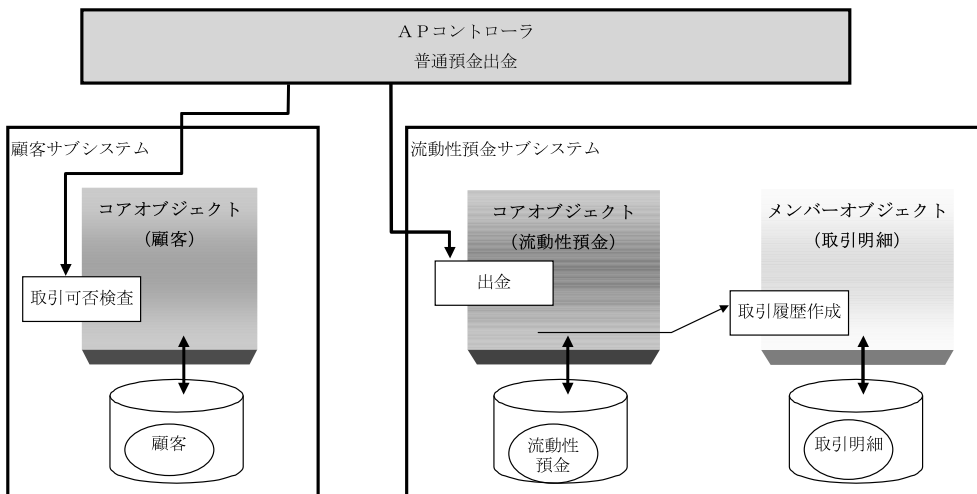 ＡＰコントローラ
普通預金出金
顧客サブシステム
コアオブジェクト
（顧客）
取引可否検査
顧客
流動性預金サブシステム
コアオブジェクト
（流動性預金）
出金
流動性
預金
メンバーオブジェクト
（取引明細）
取引履歴作成
取引明細